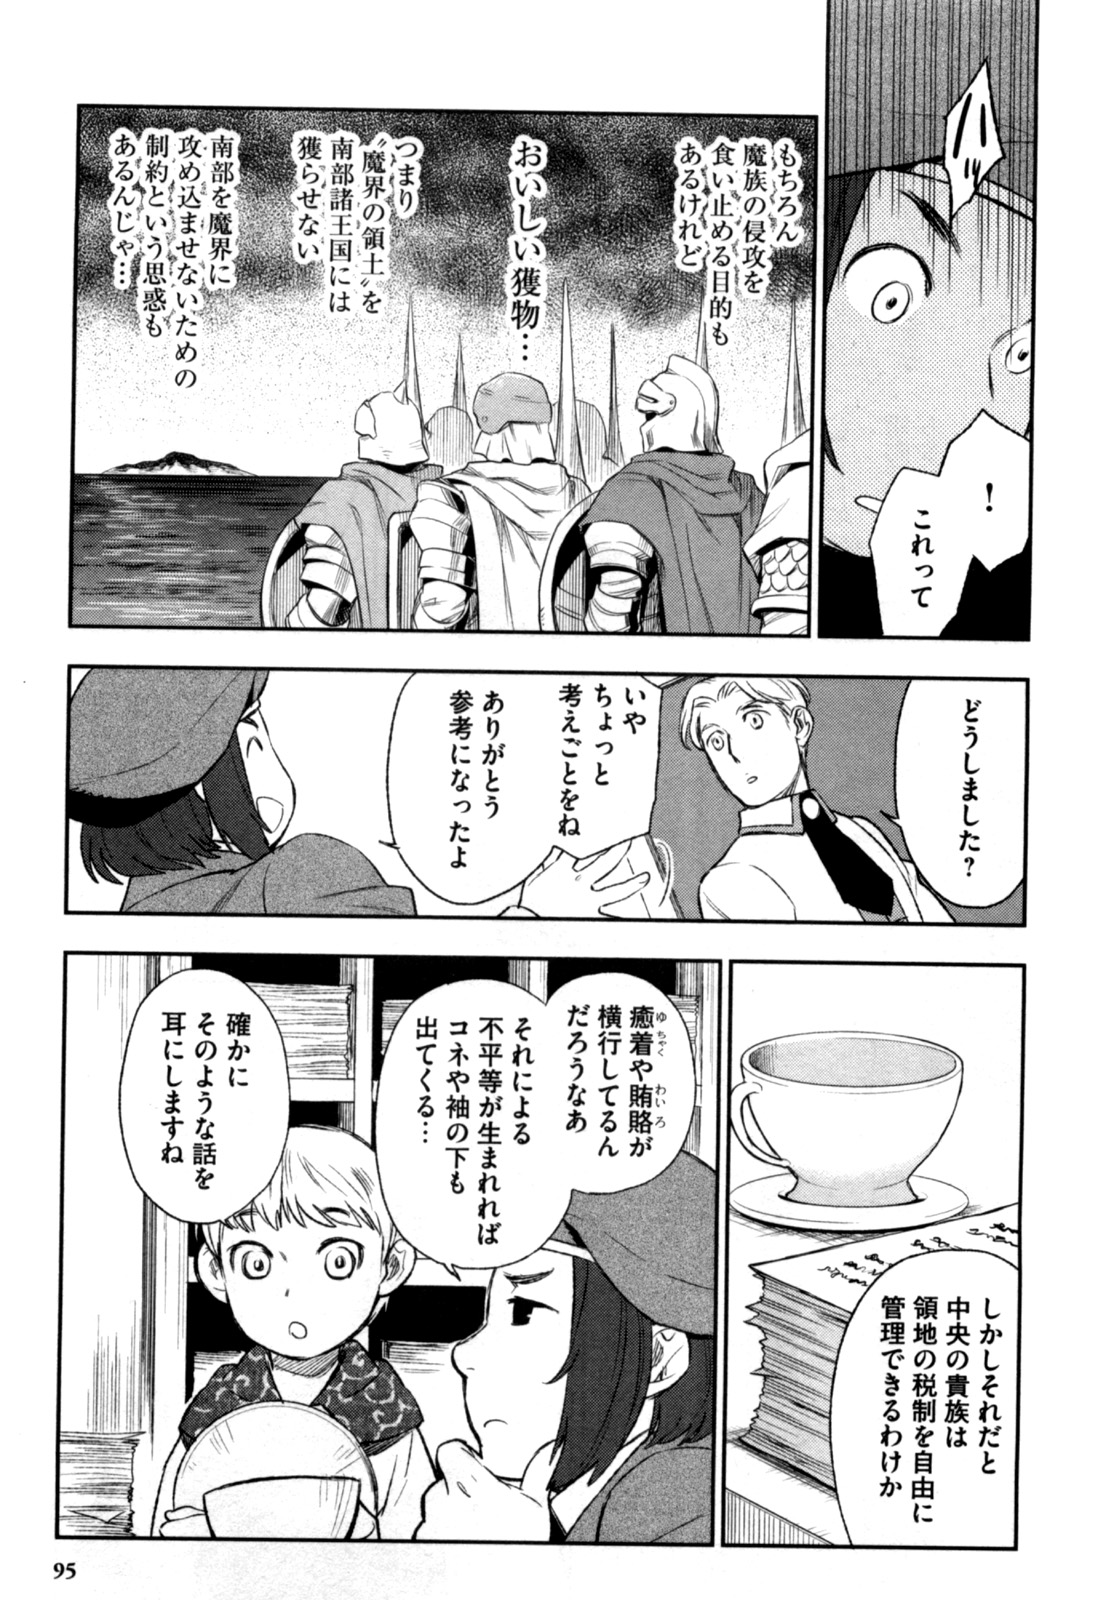 ！
これって
もちろん
魔族の侵攻を
食い止める目的も
あるけれど
おいしい獲物…
つまり
〝魔界の領土〟を
南部諸王国には
獲らせない
南部を魔界に
攻め込ませないための
制約という思惑も
あるんじゃ…
どうしました？
いや
ちょっと
考えごとをね
ありがとう
参考になったよ
しかしそれだと
中央の貴族は
領地の税制を自由に
管理できるわけか
癒着や賄賂が
横行してるん
だろうなあ
ゆちゃく
わいろ
それによる
不平等が生まれれば
コネや袖の下も
出てくる…
確かに
そのような話を
耳にしますね
95